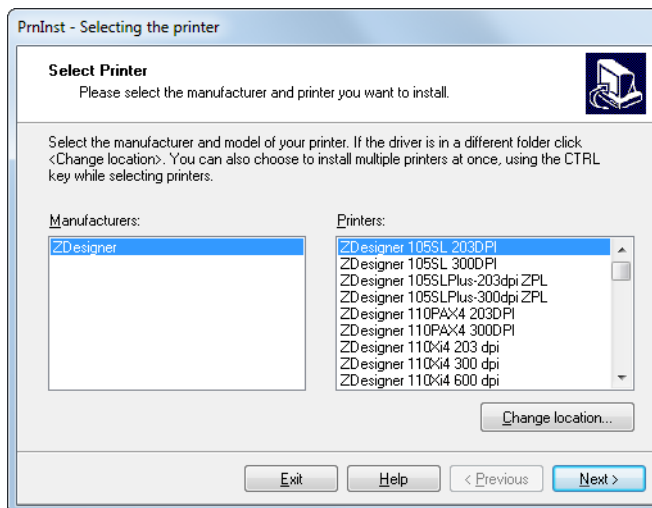 PrnInst - Selecting the printer
Select Printer
Please select the manufacturer and printer you want to install.
Select the manufacturer and model of your printer. If the driver is in a different folder click
<Change location>. You can also choose to install multiple printers at once, using the CTRL
key while selecting printers.
Manufacturers:
ZDesigner
Printers:
ZDesigner 105SL 203DPI
ZDesigner 105SL 300DPI
ZDesigner 105SLPlus-203dpi ZPL
ZDesigner 105SLPlus-300dpi ZPL
ZDesigner 110PAX4 203DPI
ZDesigner 110PAX4 300DPI
ZDesigner 110Xi4 203 dpi
ZDesigner 110Xi4 300 dpi
ZDesigner 110Xi4 600 dpi
Change location...
Exit
Help
< Previous
Next >